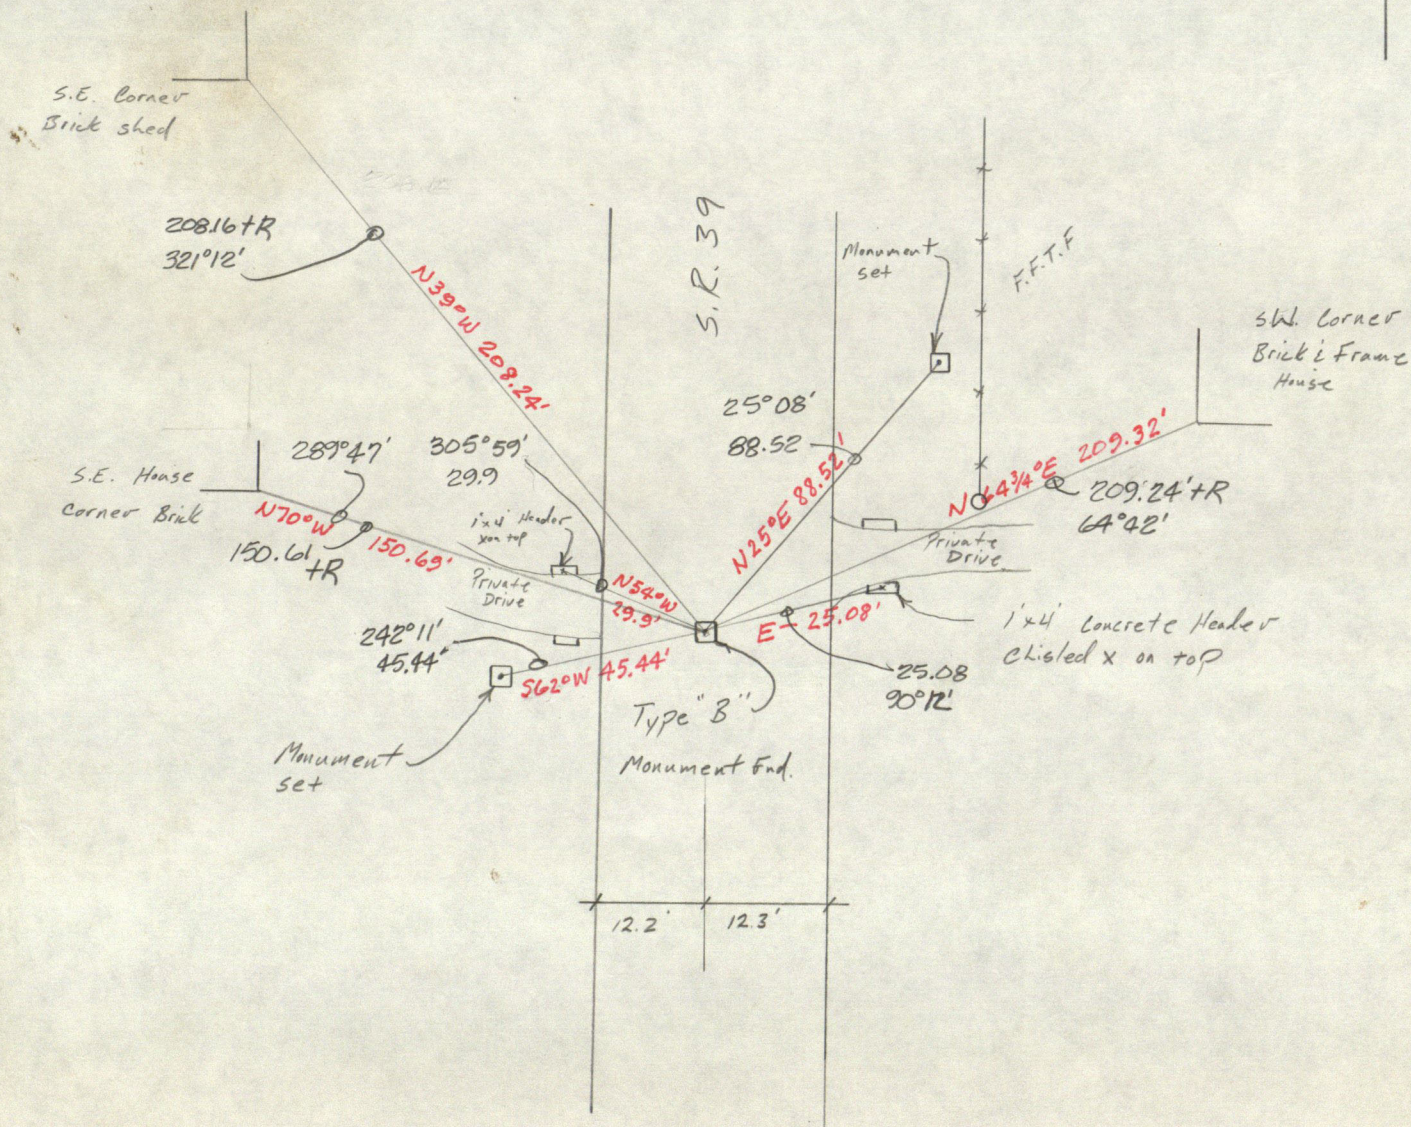 S.E. Corner
Brick shed
208.16+R
321°12'
N39°W 208.24'
S.R. 39
Monument
set
F.F.T.F
S.W. Corner
Brick & Frame
House
25°08'
88.52
N25°E 88.52'
N 64¾°E 209.32'
209.24'+R
64°42'
289°47'
305°59'
29.9
S.E. House
Corner Brick
N70°W 150.69'
150.61
+R
1'x4' Header
x on top
Private
Drive
N54°W
29.9'
Private
Drive
E - 25.08'
1'x4' Concrete Header
Chisled x on top
242°11'
45.44'
S62°W 45.44'
25.08
90°12'
Type "B"
Monument Fnd.
Monument
set
12.2'
12.3'